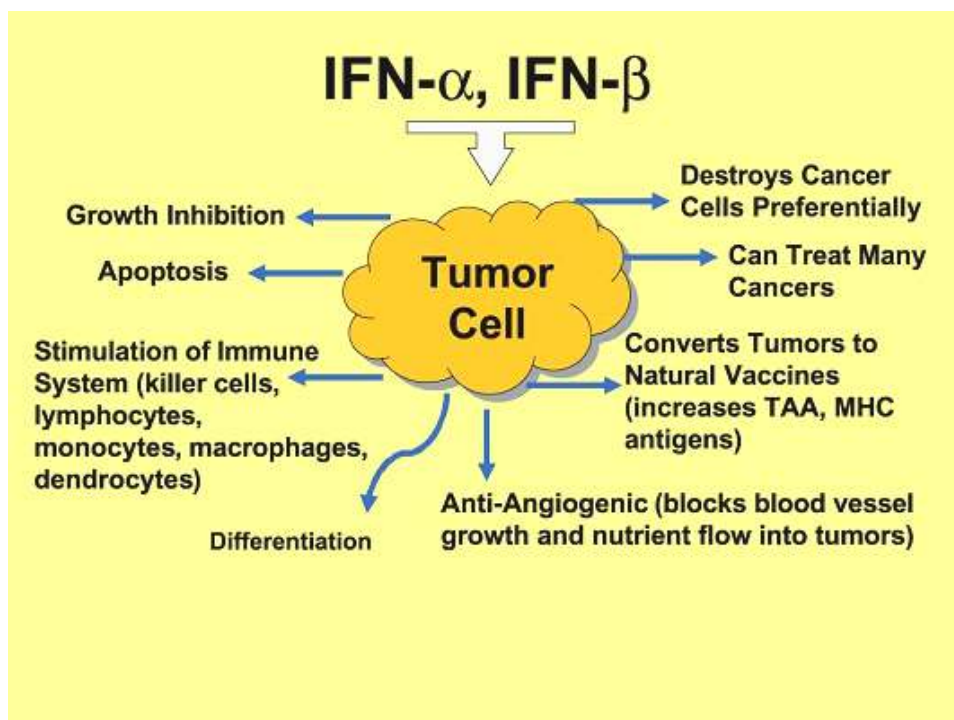 IFN-α, IFN-β
Growth Inhibition
Apoptosis
Stimulation of Immune
System (killer cells,
lymphocytes,
monocytes, macrophages,
dendrocytes)
Differentiation
Tumor
Cell
Destroys Cancer
Cells Preferentially
Can Treat Many
Cancers
Converts Tumors to
Natural Vaccines
(increases TAA, MHC
antigens)
Anti-Angiogenic (blocks blood vessel
growth and nutrient flow into tumors)